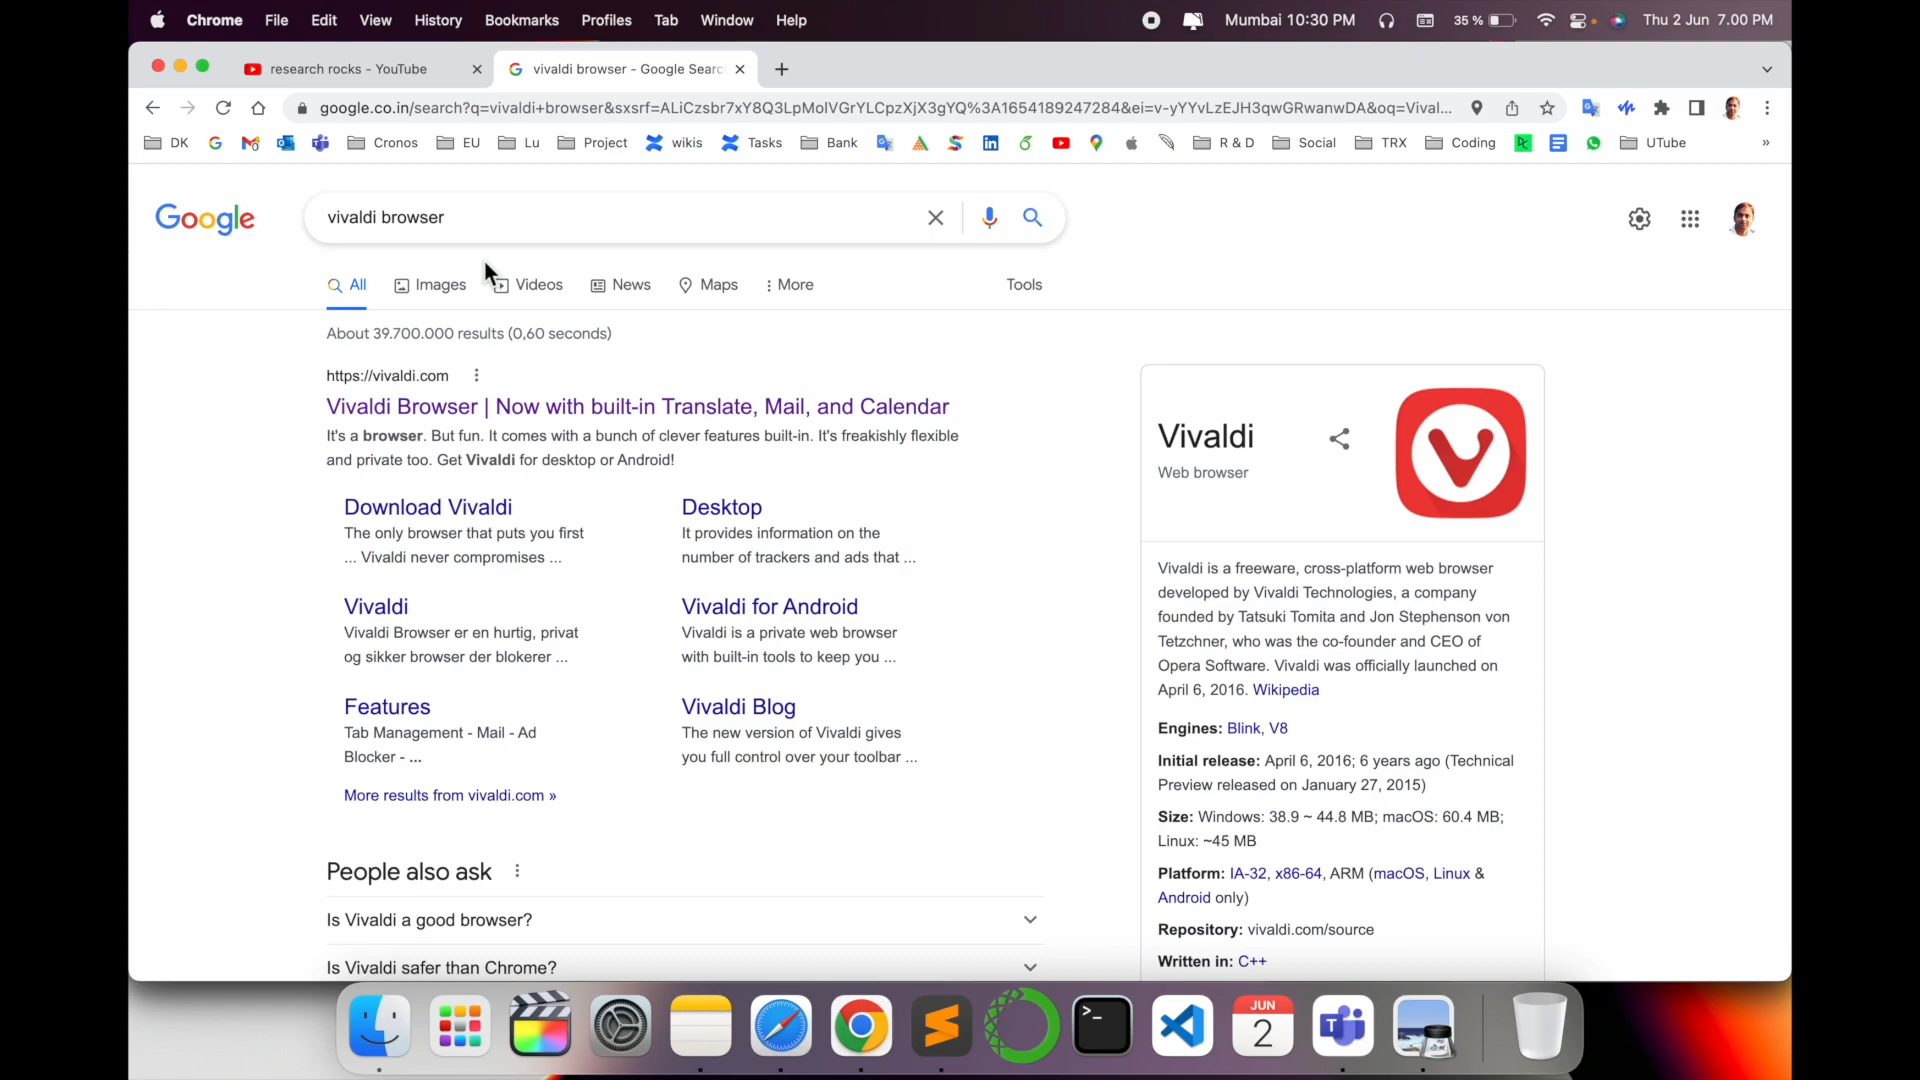 Chrome File Edit View History Bookmarks Profiles Tab Window Help Mumbai 10:30 PM 35 % Thu 2 Jun 7.00 PM
research rocks - YouTube vivaldi browser - Google Searc
google.co.in/search?q=vivaldi+browser&sxsrf=ALiCzsbr7xY8Q3LpMolVGrYLCpzXjX3gYQ%3A1654189247284&ei=v-yYYvLzEJH3qwGRwanwDA&oq=Vival...
DK Cronos EU Lu Project wikis Tasks Bank R & D Social TRX Coding UTube »
Google
vivaldi browser
All Images Videos News Maps More Tools
About 39.700.000 results (0,60 seconds)
https://vivaldi.com
Vivaldi Browser | Now with built-in Translate, Mail, and Calendar
It's a browser. But fun. It comes with a bunch of clever features built-in. It's freakishly flexible
and private too. Get Vivaldi for desktop or Android!
Download Vivaldi
The only browser that puts you first
... Vivaldi never compromises ...
Desktop
It provides information on the
number of trackers and ads that ...
Vivaldi
Vivaldi Browser er en hurtig, privat
og sikker browser der blokerer ...
Vivaldi for Android
Vivaldi is a private web browser
with built-in tools to keep you ...
Features
Tab Management - Mail - Ad
Blocker - ...
Vivaldi Blog
The new version of Vivaldi gives
you full control over your toolbar ...
More results from vivaldi.com »
People also ask
Is Vivaldi a good browser?
Is Vivaldi safer than Chrome?
Vivaldi
Web browser
Vivaldi is a freeware, cross-platform web browser
developed by Vivaldi Technologies, a company
founded by Tatsuki Tomita and Jon Stephenson von
Tetzchner, who was the co-founder and CEO of
Opera Software. Vivaldi was officially launched on
April 6, 2016. Wikipedia
Engines: Blink, V8
Initial release: April 6, 2016; 6 years ago (Technical
Preview released on January 27, 2015)
Size: Windows: 38.9 ~ 44.8 MB; macOS: 60.4 MB;
Linux: ~45 MB
Platform: IA-32, x86-64, ARM (macOS, Linux &
Android only)
Repository: vivaldi.com/source
Written in: C++
JUN
2